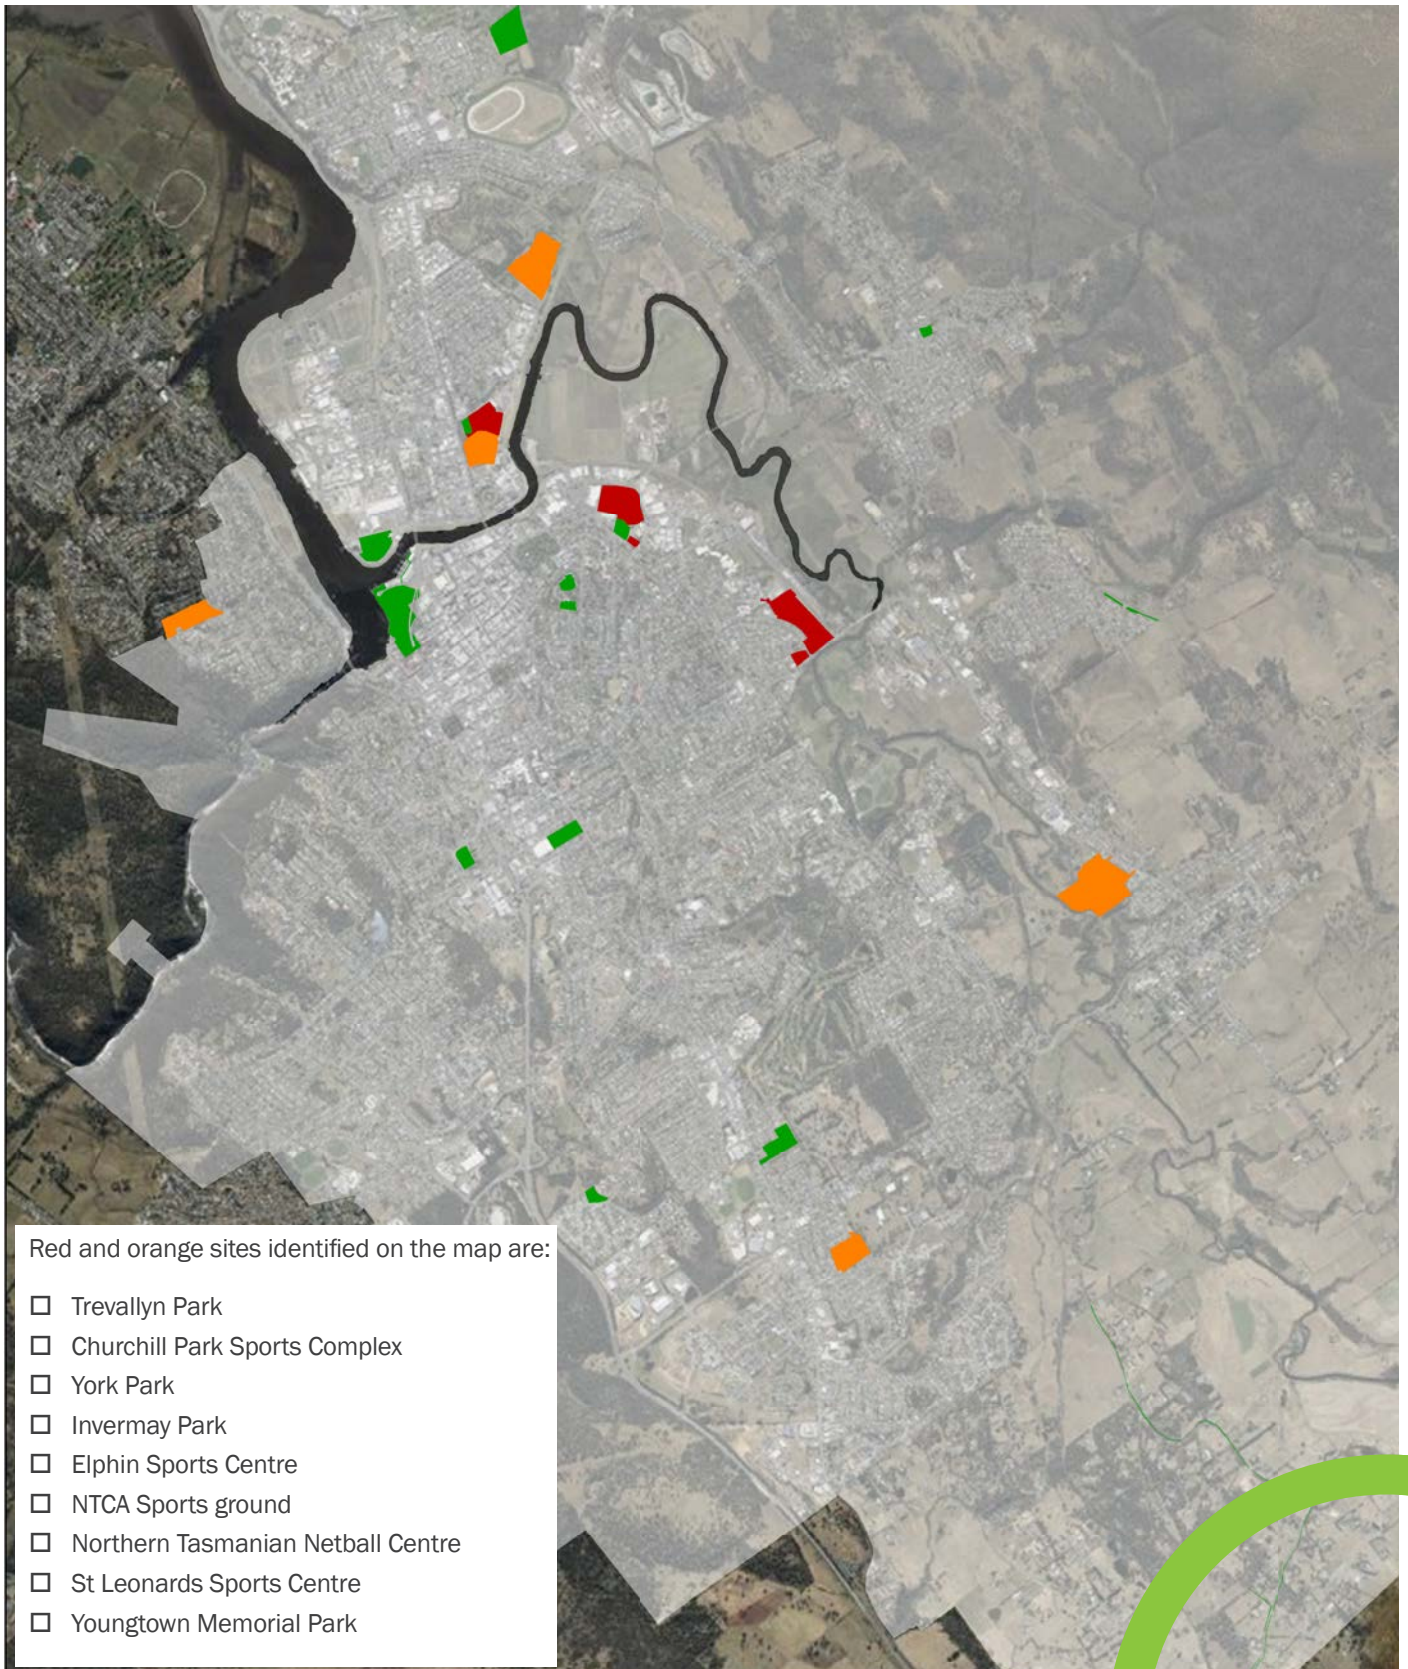 Red and orange sites identified on the map are:
☐ Trevallyn Park
☐ Churchill Park Sports Complex
☐ York Park
☐ Invermay Park
☐ Elphin Sports Centre
☐ NTCA Sports ground
☐ Northern Tasmanian Netball Centre
☐ St Leonards Sports Centre
☐ Youngtown Memorial Park